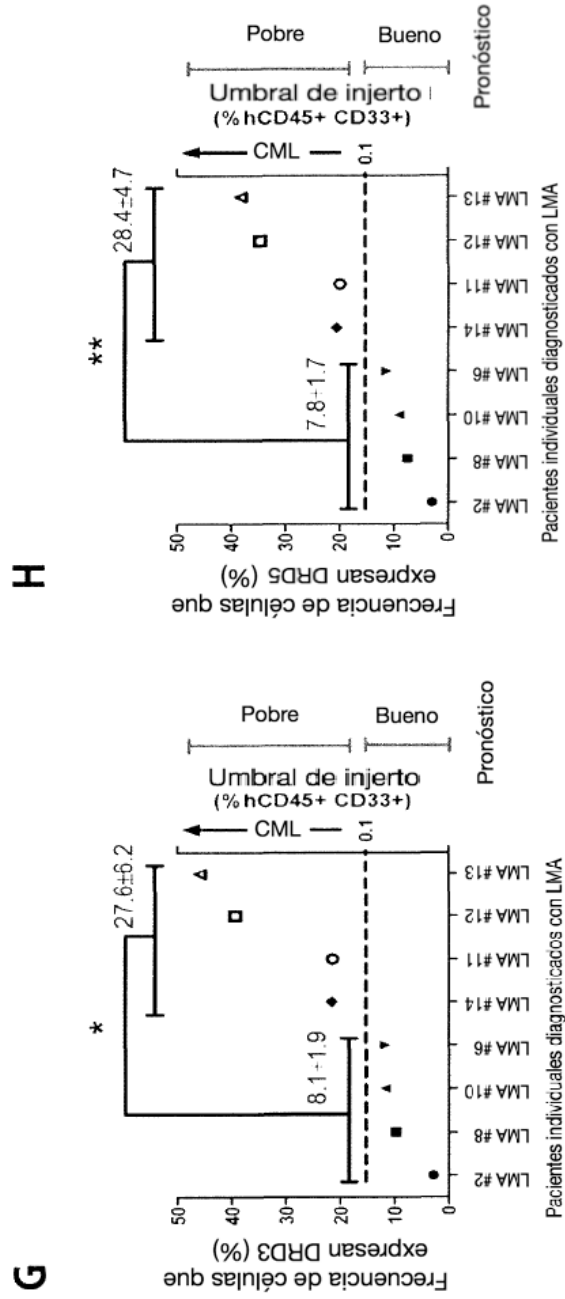 G
*
27.6±6.2
8.1±1.9
50
40
30
20
10
0
Frecuencia de células que
expresan DRD3 (%)
LMA #2
LMA #8
LMA #10
LMA #6
LMA #14
LMA #11
LMA #12
LMA #13
Pacientes individuales diagnosticados con LMA
0.1
CML
Umbral de injerto
(% hCD45+ CD33+)
Pobre
Bueno
Pronóstico
H
**
28.4±4.7
7.8±1.7
50
40
30
20
10
0
Frecuencia de células que
expresan DRD5 (%)
LMA #2
LMA #8
LMA #10
LMA #6
LMA #14
LMA #11
LMA #12
LMA #13
Pacientes individuales diagnosticados con LMA
0.1
CML
Umbral de injerto
(% hCD45+ CD33+)
Pobre
Bueno
Pronóstico